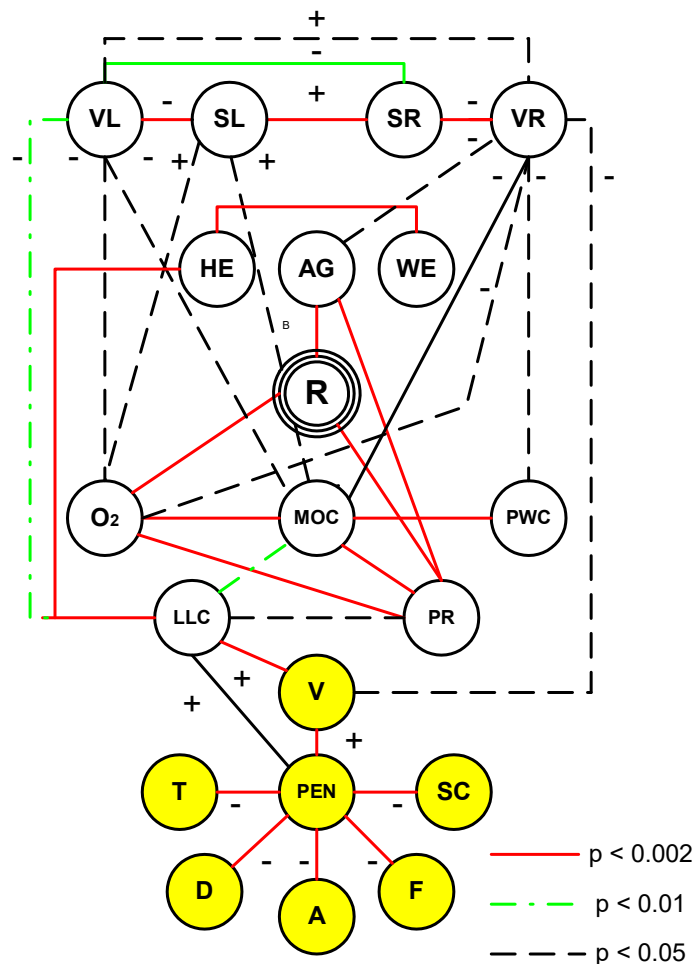 +
-
VL - SL + SR - VR
- - - + + - - - -
HE AG WE
-
B
R
O2 MOC PWC
LLC PR
+ V
+
+
T PEN SC
- -
- - -
D A F
p < 0.002
p < 0.01
p < 0.05